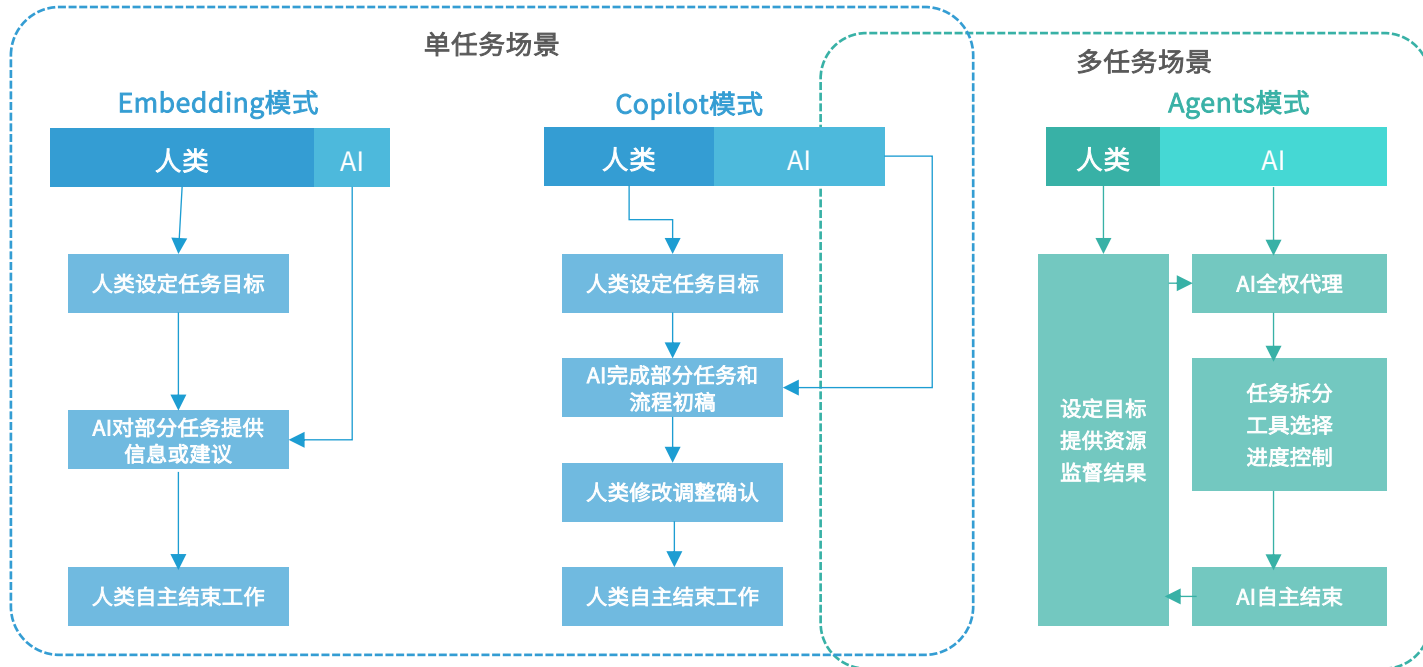 单任务场景
多任务场景
Embedding模式
人类
AI
人类设定任务目标
AI对部分任务提供
信息或建议
人类自主结束工作
Copilot模式
人类
AI
人类设定任务目标
AI完成部分任务和
流程初稿
人类修改调整确认
人类自主结束工作
Agents模式
人类
AI
设定目标
提供资源
监督结果
AI全权代理
任务拆分
工具选择
进度控制
AI自主结束